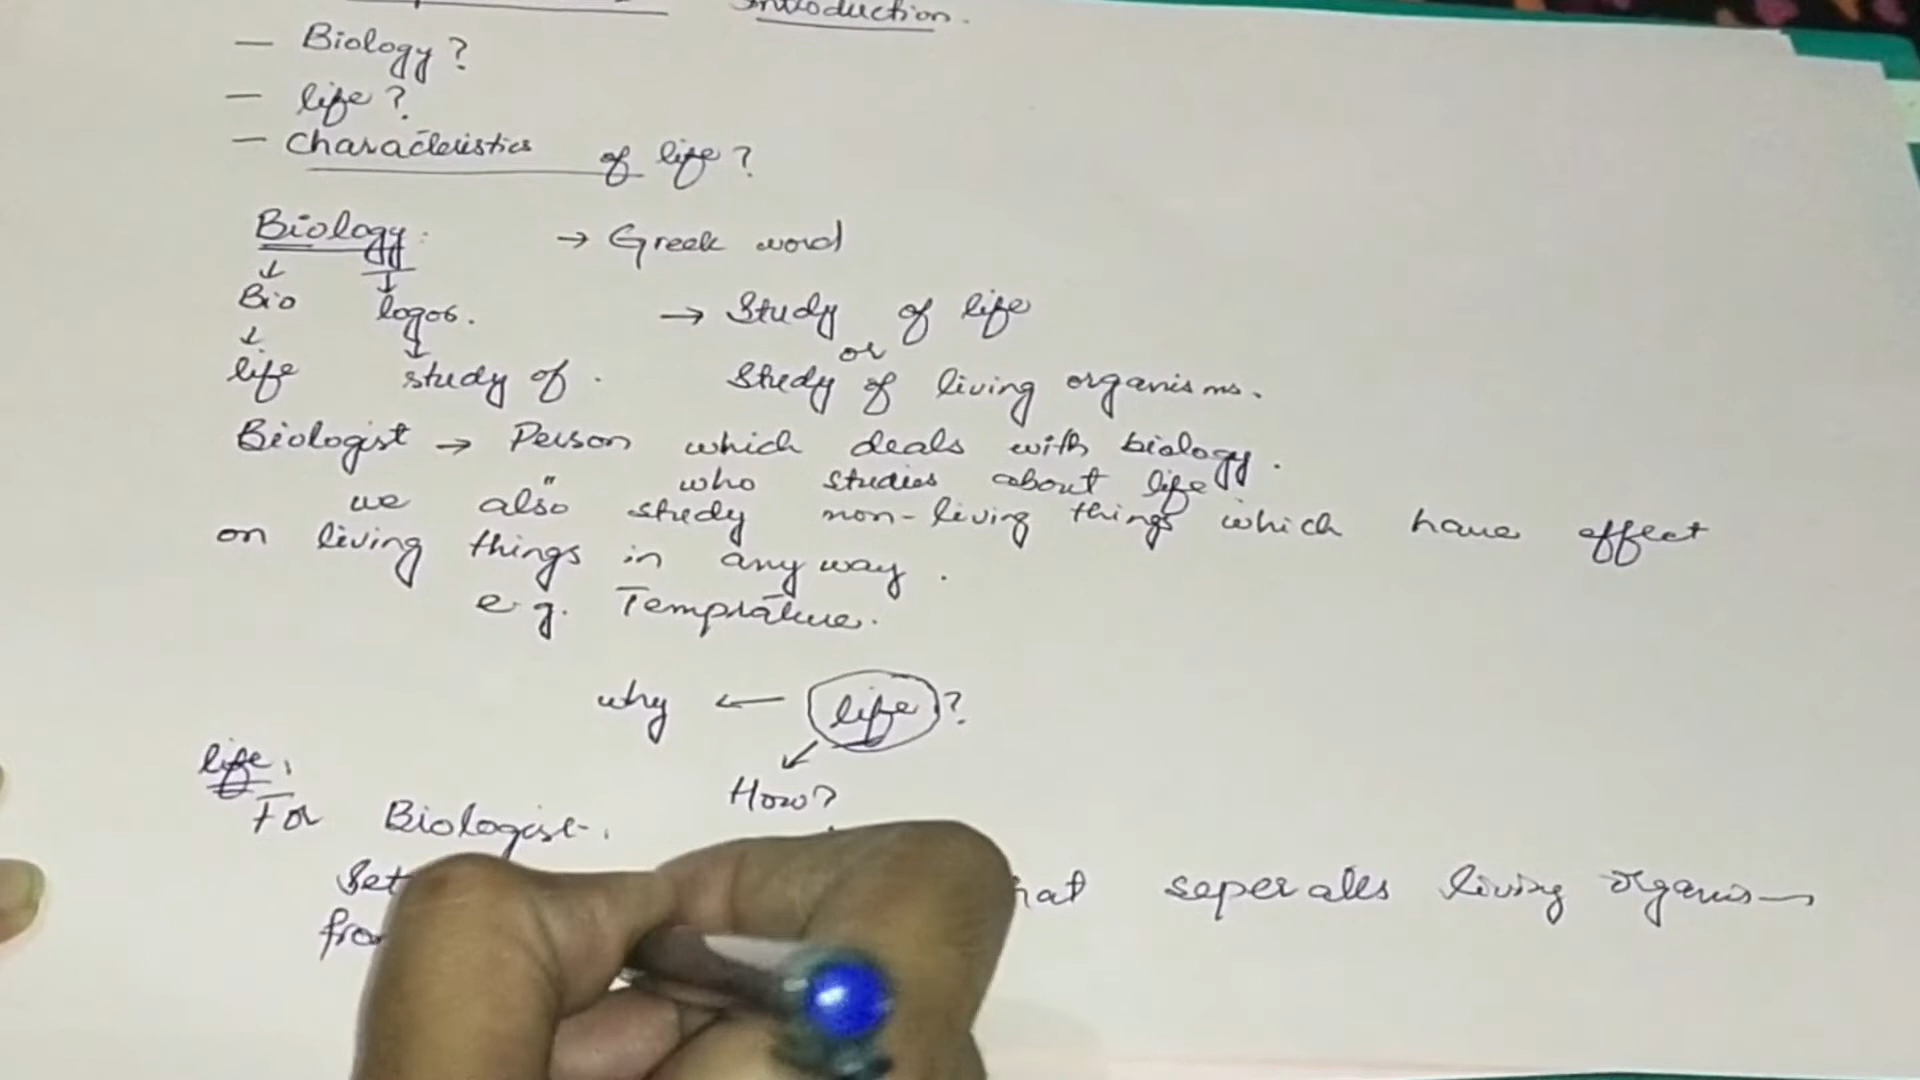 Introduction.
— Biology?
— life?
— Characteristics of life?
Biology: → Greek word
Bio logos. → Study of life
or
life study of. Study of living organisms.
Biologist → Person which deals with biology.
" who studies about life
we also study non-living things which have effect
on living things in any way.
e.g. Temprature.
why ← life?
life,
How?
For Biologist.
Set seperates living organis